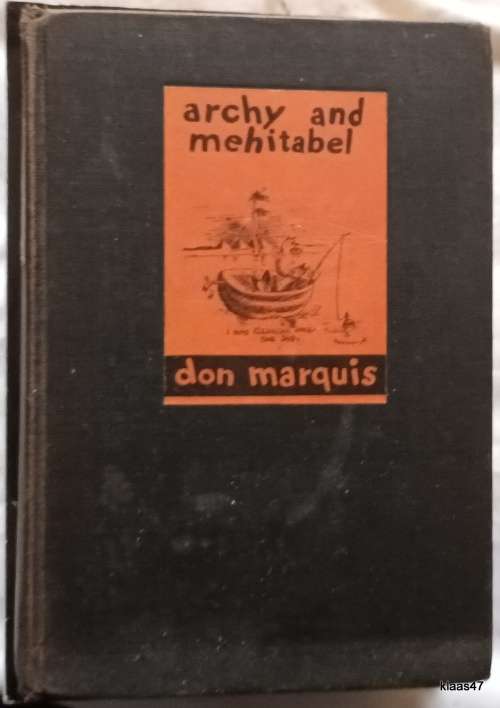 archy and
mehitabel
don marquis
klaas47